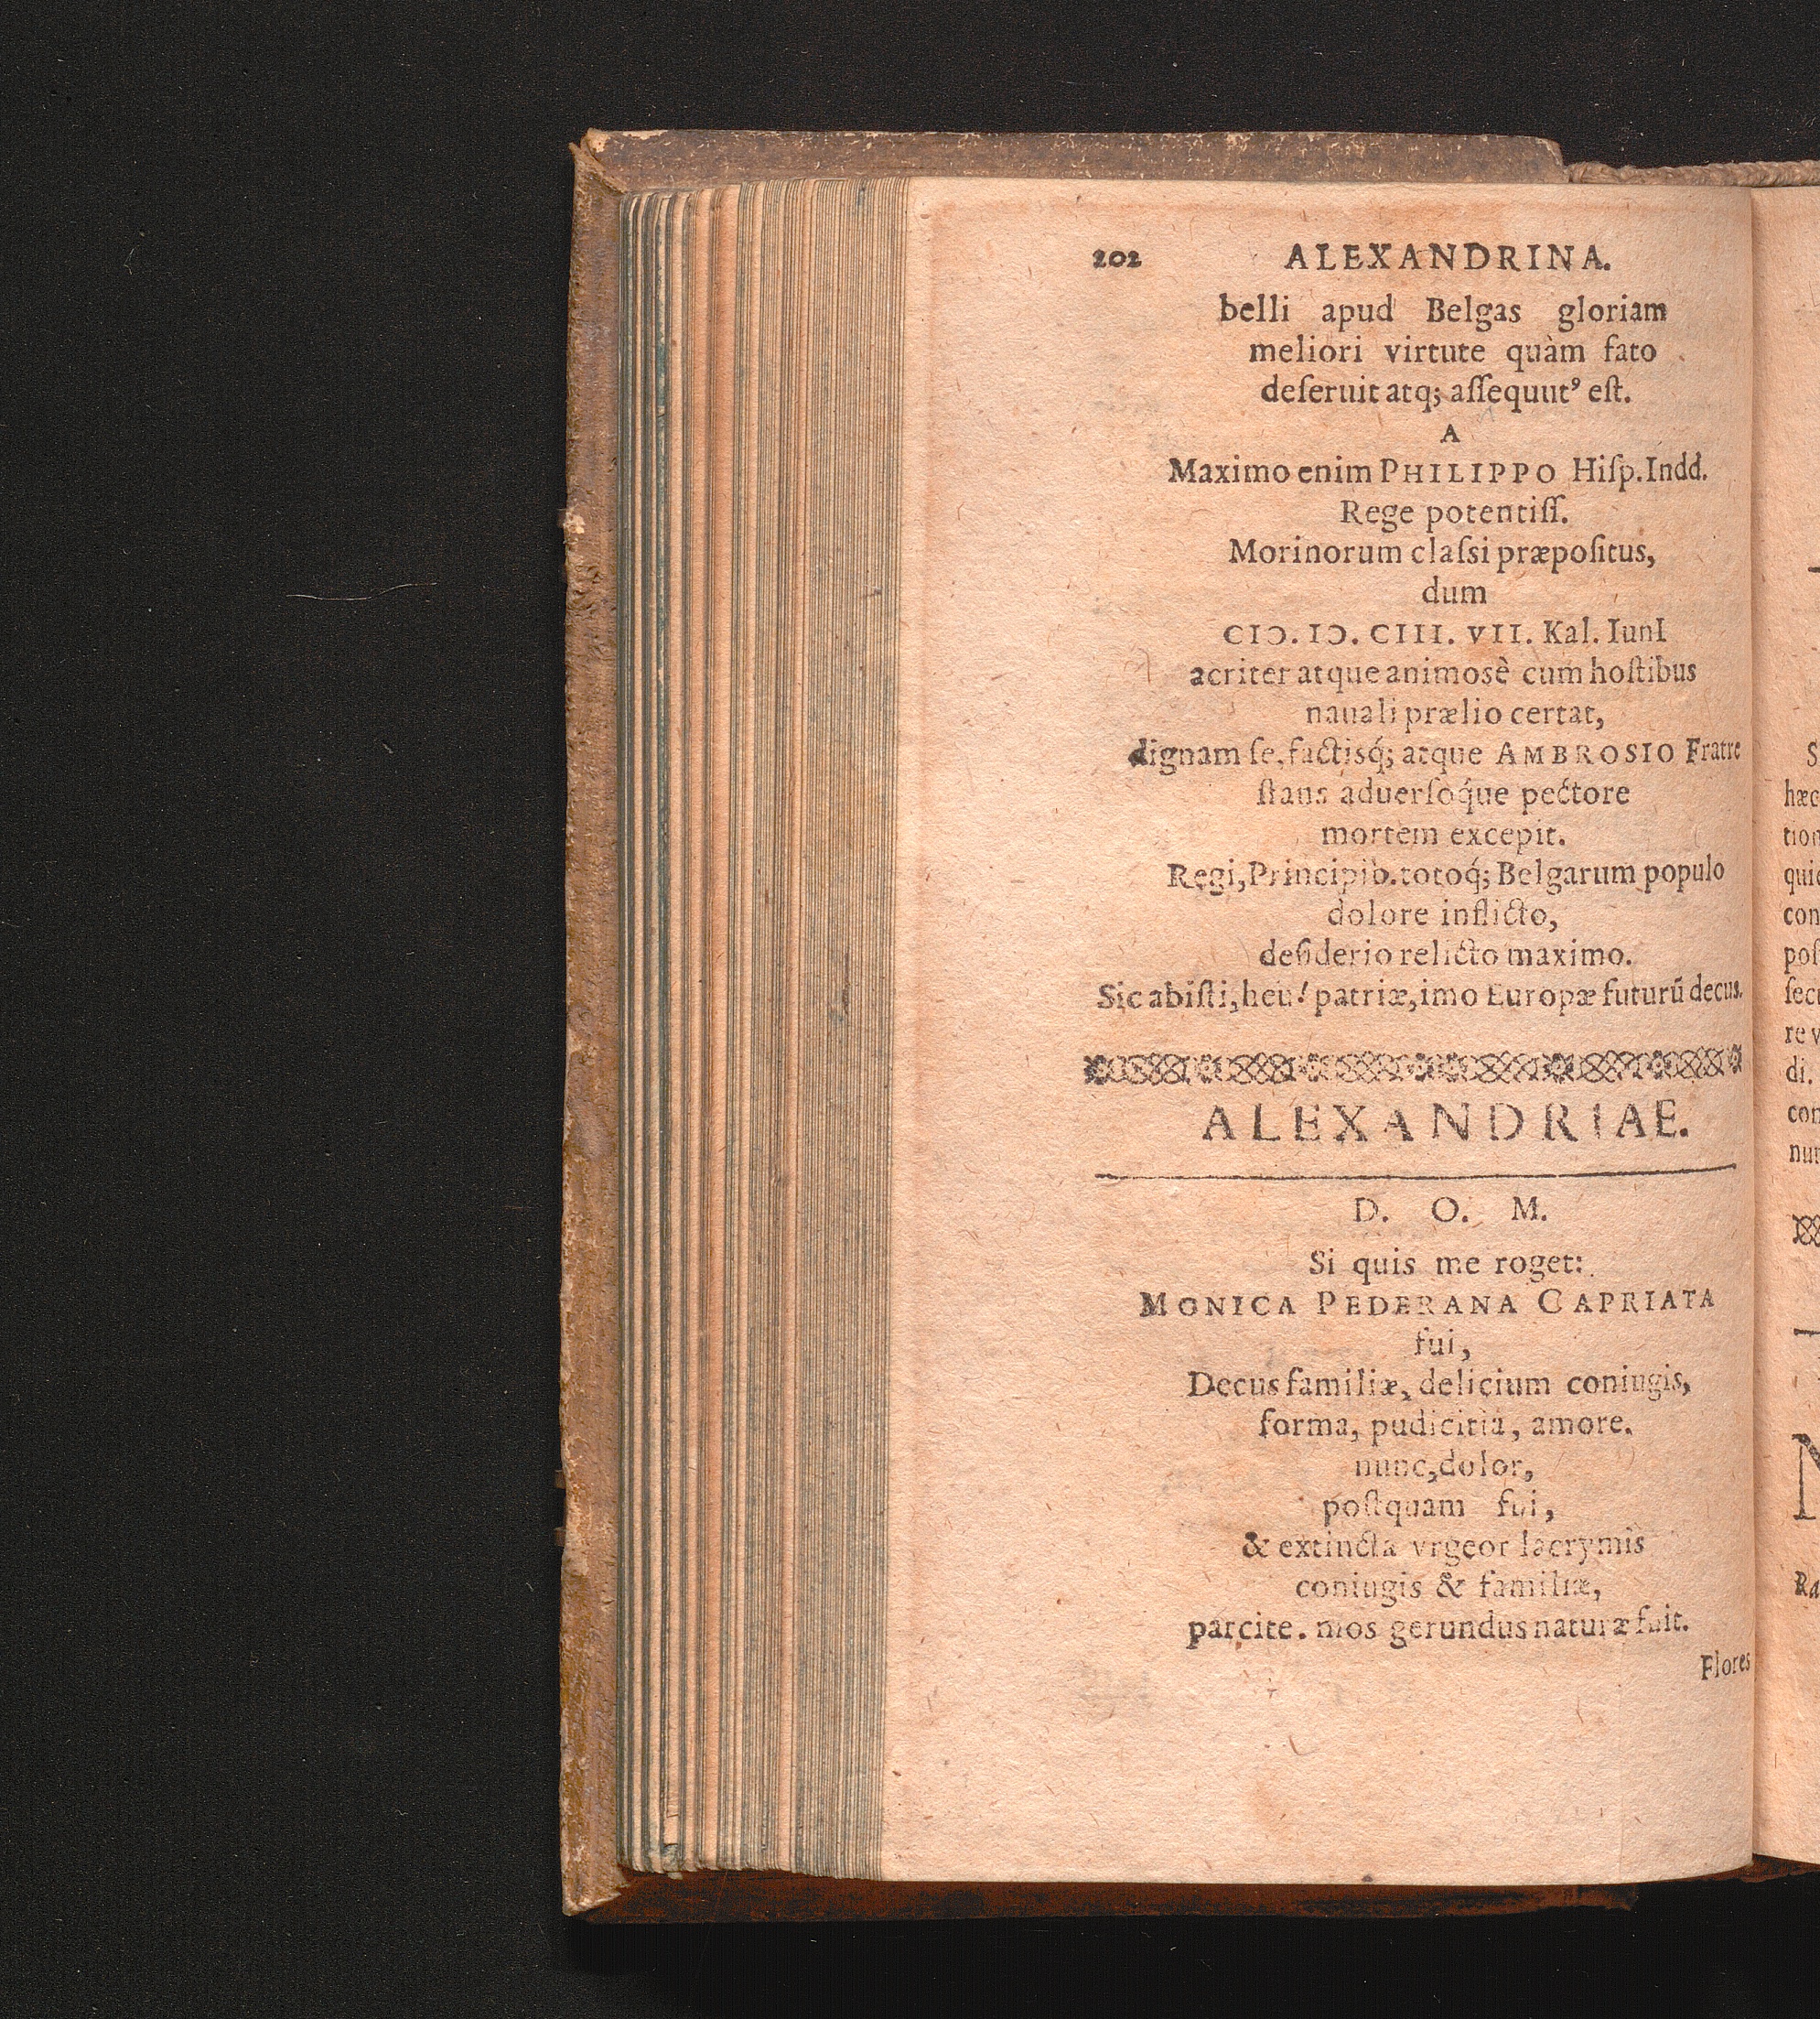 202 ALEXANDRINA.
belli apud Belgas gloriam
meliori virtute quàm fato
deſeruit atq; aſſequutꝰ eſt.
A
Maximo enim PHILIPPO Hiſp. Indd.
Rege potentiſſ.
Morinorum claſsi præpoſitus,
dum
CIↃ. IↃ. CIII. VII. Kal. IunI
acriter atque animosè cum hoſtibus
nauali prælio certat,
dignam ſe, factisq́; atque AMBROSIO Fratre
ſtans aduerſoq́ue pectore
mortem excepit.
Regi, Principib. totoq́; Belgarum populo
dolore inflicto,
deſiderio relicto maximo.
Sic abiſti, heu! patriæ, imo Europæ futurū decus.
ALEXANDRIAE.
D. O. M.
Si quis me roget:
MONICA PEDERANA CAPRIATA
fui,
Decus familiæ, delicium coniugis,
forma, pudicitia, amore.
nunc, dolor,
poſtquam fui,
& extincta vrgeor lacrymis
coniugis & familiæ,
parcite. mos gerundus naturæ fuit.
Flores